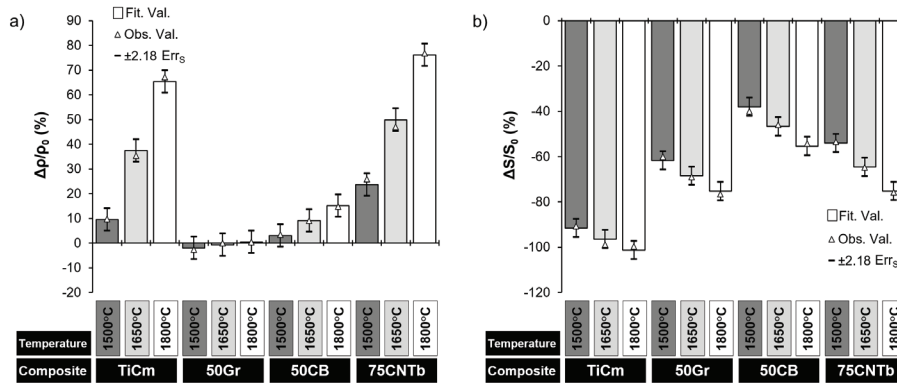 a)
Δρ/ρ0 (%)
90
80
70
60
50
40
30
20
10
0
-10
-20
Fit. Val.
Obs. Val.
±2.18 ErrS
Temperature
1500°C
1650°C
1800°C
1500°C
1650°C
1800°C
1500°C
1650°C
1800°C
1500°C
1650°C
1800°C
Composite
TiCm
50Gr
50CB
75CNTb
b)
ΔS/S0 (%)
0
-20
-40
-60
-80
-100
-120
Fit. Val.
Obs. Val.
±2.18 ErrS
Temperature
1500°C
1650°C
1800°C
1500°C
1650°C
1800°C
1500°C
1650°C
1800°C
1500°C
1650°C
1800°C
Composite
TiCm
50Gr
50CB
75CNTb